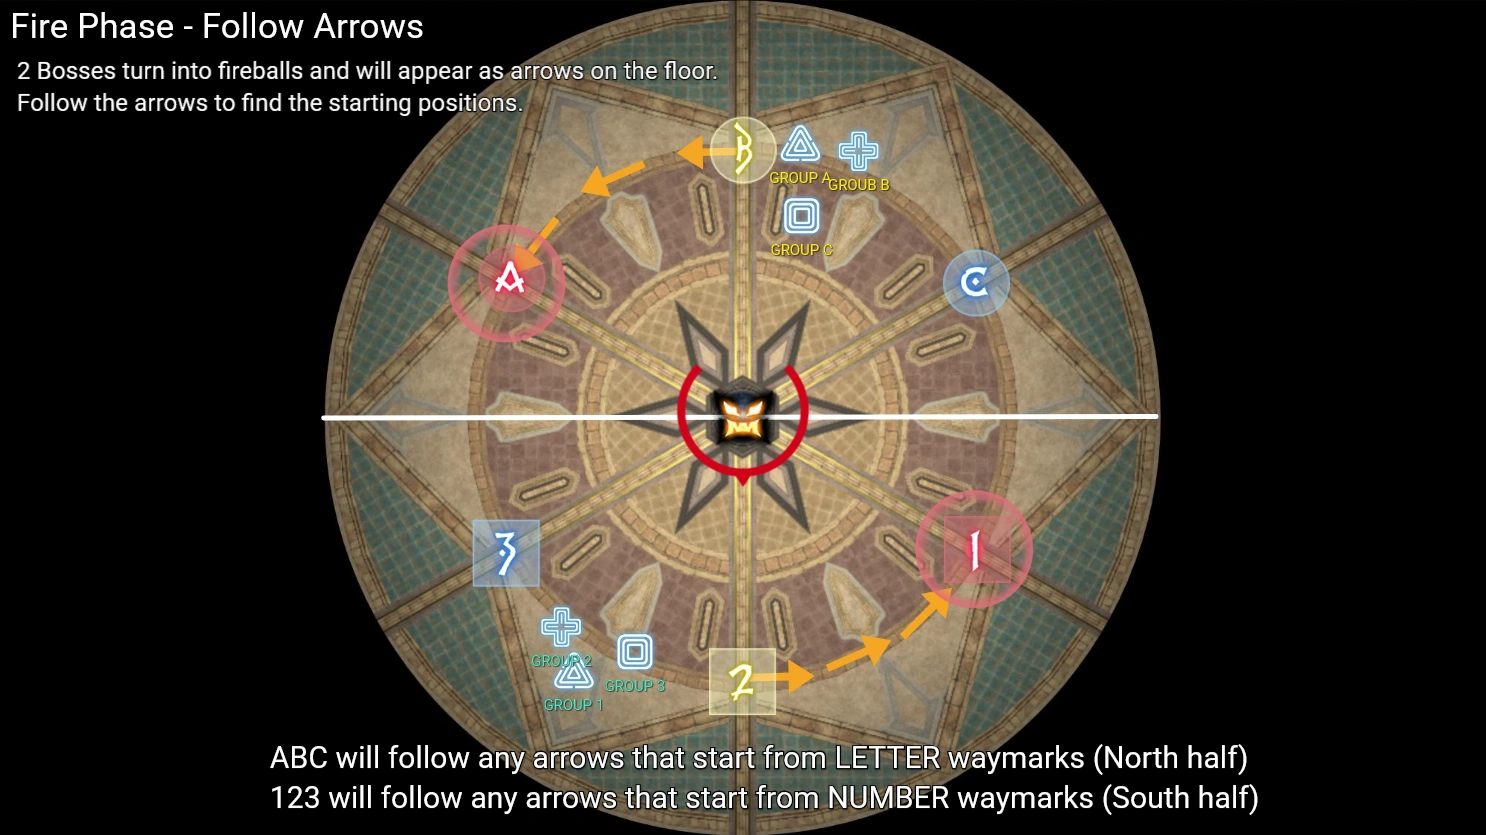 Fire Phase - Follow Arrows
2 Bosses turn into fireballs and will appear as arrows on the floor.
Follow the arrows to find the starting positions.
B
GROUP A
GROUB B
GROUP C
A
C
3
1
GROUP 2
GROUP 3
GROUP 1
2
ABC will follow any arrows that start from LETTER waymarks (North half)
123 will follow any arrows that start from NUMBER waymarks (South half)